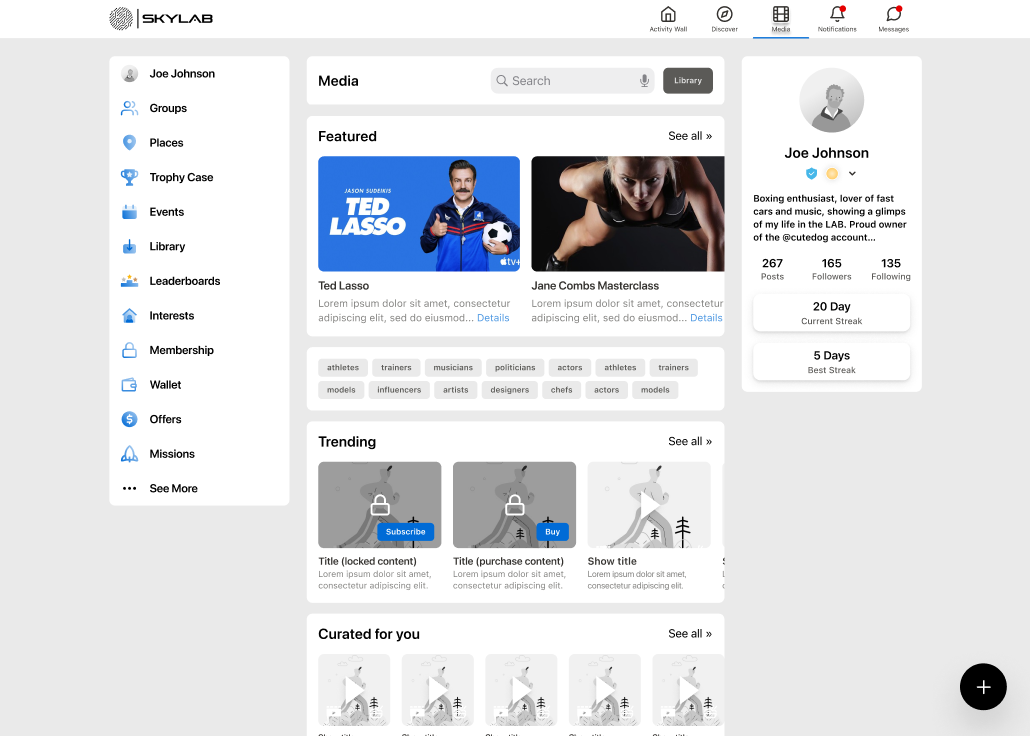 SKYLAB
Activity Wall
Discover
Media
Notifications
Messages
Joe Johnson
Groups
Places
Trophy Case
Events
Library
Leaderboards
Interests
Membership
Wallet
Offers
Missions
See More
Media
Search
Library
Featured
See all »
JASON SUDEIKIS
TED
LASSO
tv+
Ted Lasso
Lorem ipsum dolor sit amet, consectetur
adipiscing elit, sed do eiusmod... Details
Jane Combs Masterclass
Lorem ipsum dolor sit amet, consectetur
adipiscing elit, sed do eiusmod... Details
athletes
trainers
musicians
politicians
actors
athletes
trainers
models
influencers
artists
designers
chefs
actors
models
Trending
See all »
Subscribe
Title (locked content)
Lorem ipsum dolor sit amet,
consectetur adipiscing elit.
Buy
Title (purchase content)
Lorem ipsum dolor sit amet,
consectetur adipiscing elit.
Show title
Lorem ipsum dolor sit amet,
consectetur adipiscing elit.
Curated for you
See all »
Joe Johnson
Boxing enthusiast, lover of fast
cars and music, showing a glimps
of my life in the LAB. Proud owner
of the @cutedog account...
267
Posts
165
Followers
135
Following
20 Day
Current Streak
5 Days
Best Streak